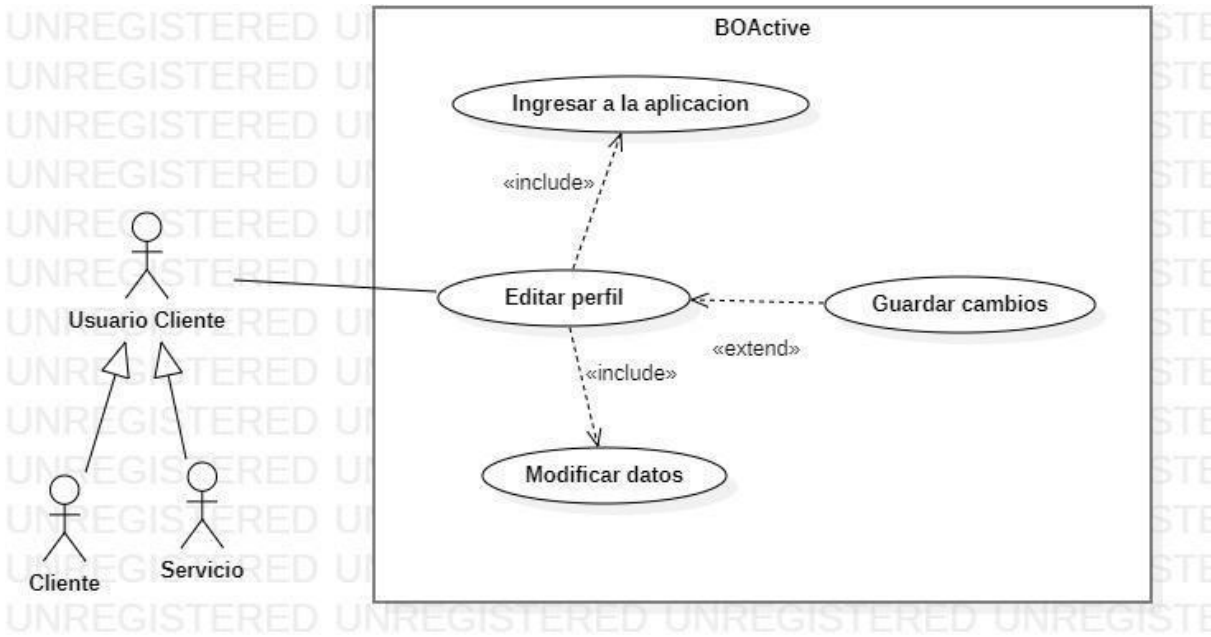 BOActive
Ingresar a la aplicacion
«include»
Editar perfil
Guardar cambios
«extend»
«include»
Modificar datos
Usuario Cliente
Cliente
Servicio
UNREGISTERED UNREGISTERED UNREGISTERED